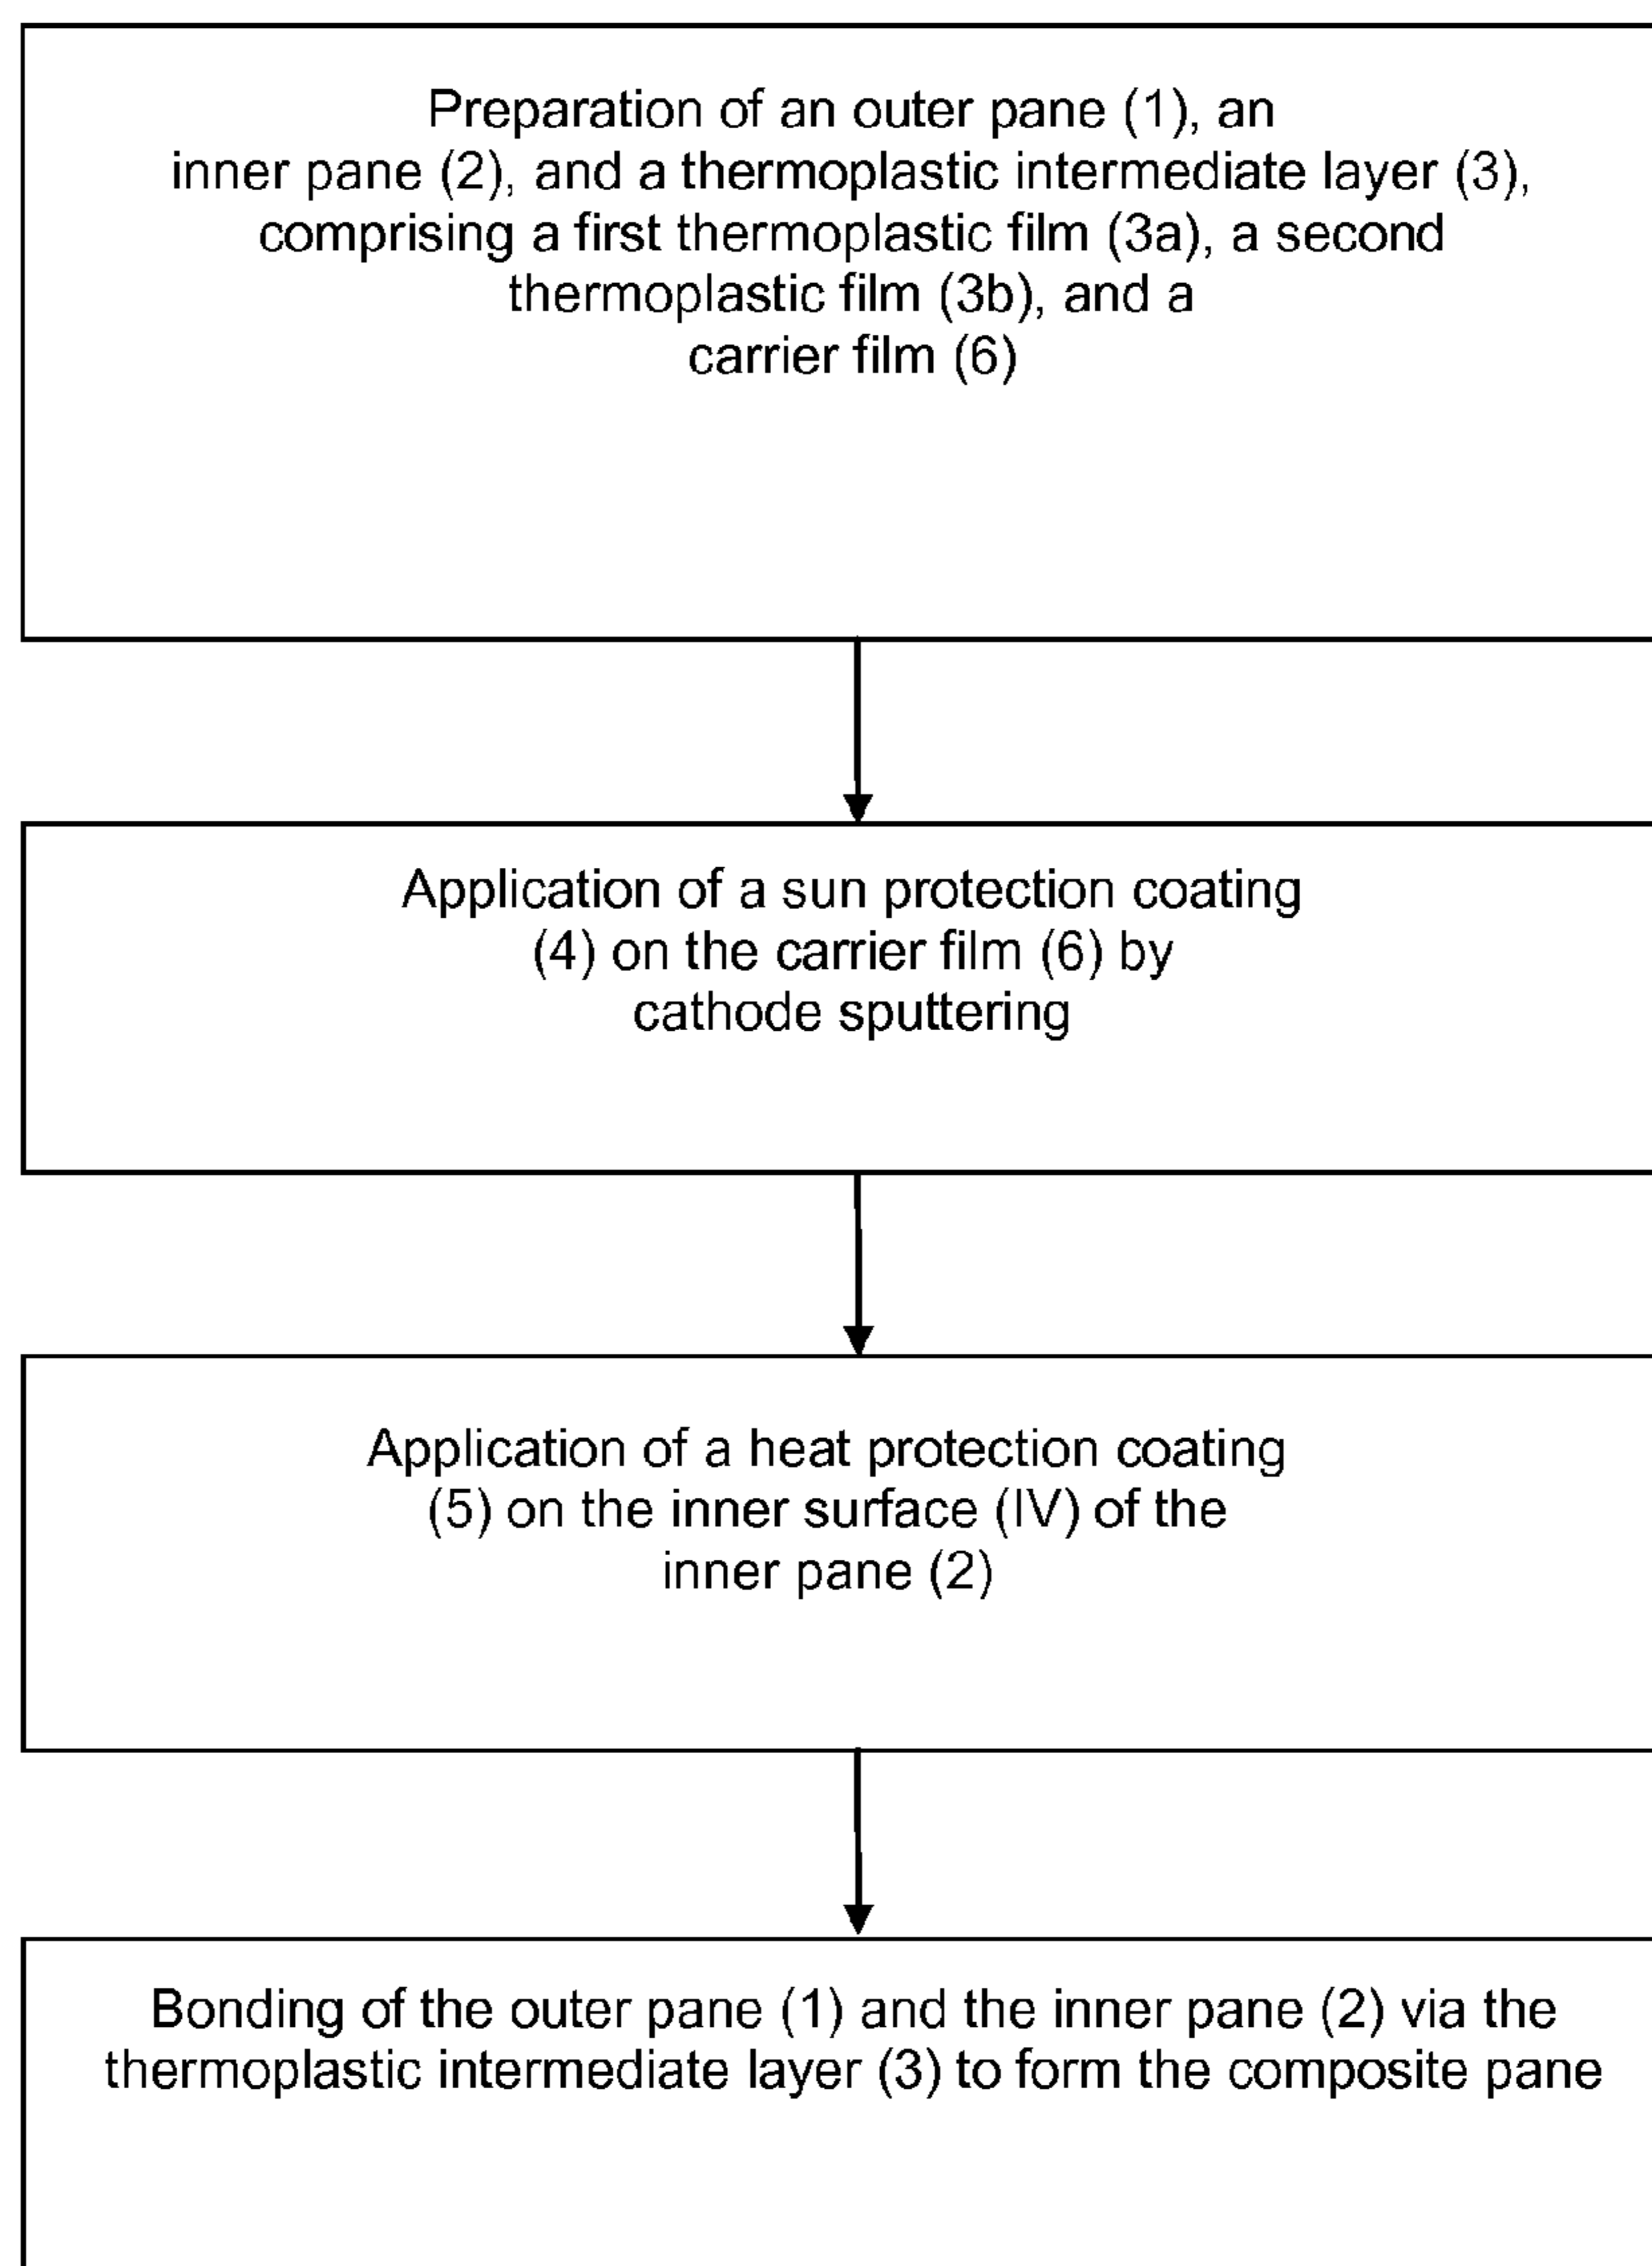 Preparation of an outer pane (1), an
inner pane (2), and a thermoplastic intermediate layer (3),
comprising a first thermoplastic film (3a), a second
thermoplastic film (3b), and a
carrier film (6)
Application of a sun protection coating
(4) on the carrier film (6) by
cathode sputtering
Application of a heat protection coating
(5) on the inner surface (IV) of the
inner pane (2)
Bonding of the outer pane (1) and the inner pane (2) via the
thermoplastic intermediate layer (3) to form the composite pane